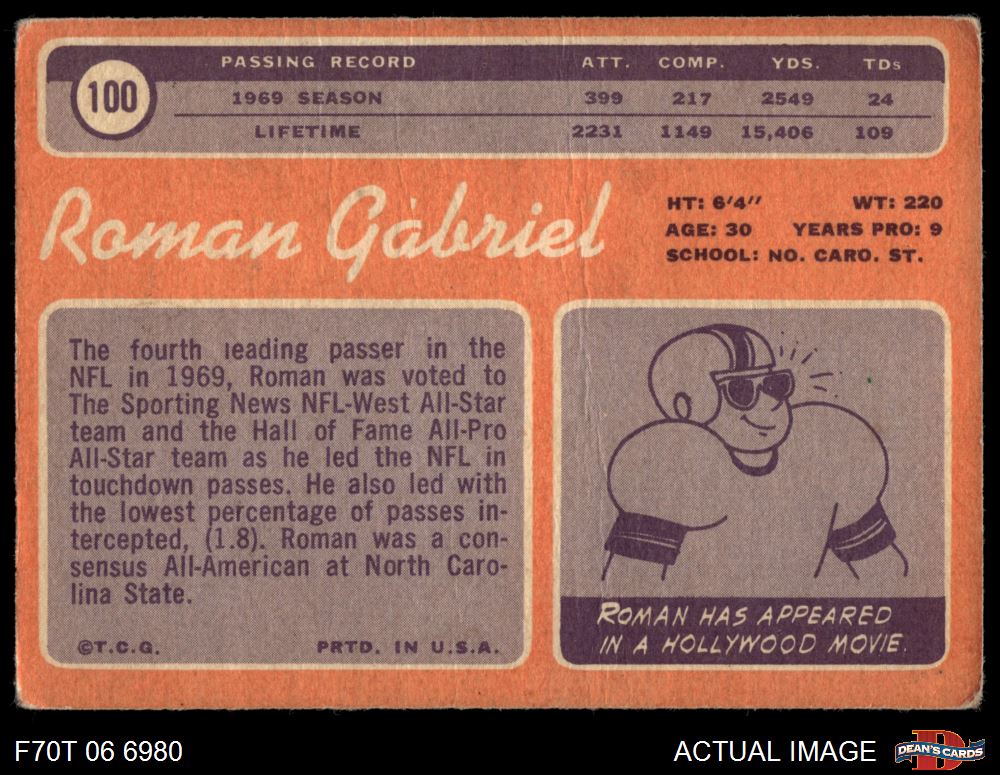 PASSING RECORD ATT. COMP. YDS. TDs
100
1969 SEASON 399 217 2549 24
LIFETIME 2231 1149 15,406 109
Roman Gabriel
HT: 6'4" WT: 220
AGE: 30 YEARS PRO: 9
SCHOOL: NO. CARO. ST.
The fourth leading passer in the
NFL in 1969, Roman was voted to
The Sporting News NFL-West All-Star
team and the Hall of Fame All-Pro
All-Star team as he led the NFL in
touchdown passes. He also led with
the lowest percentage of passes in-
tercepted, (1.8). Roman was a con-
sensus All-American at North Caro-
lina State.
©T.C.G. PRTD. IN U.S.A.
ROMAN HAS APPEARED
IN A HOLLYWOOD MOVIE.
F70T 06 6980 ACTUAL IMAGE
D
DEAN'S CARDS